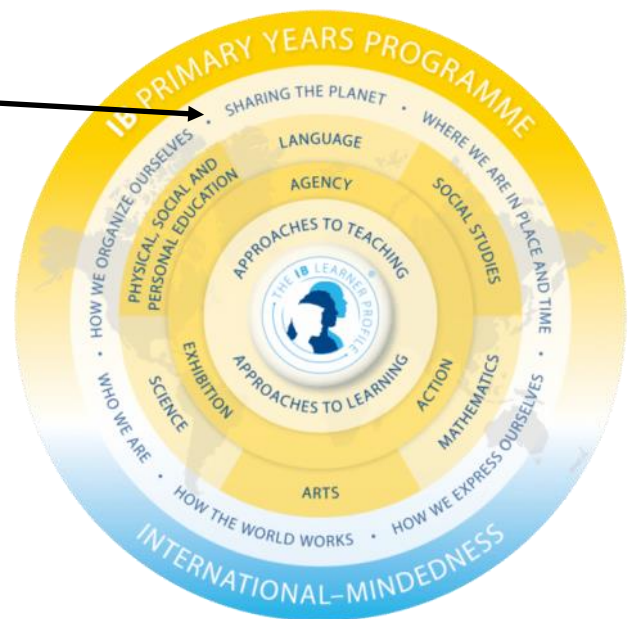 IB PRIMARY YEARS PROGRAMME
SHARING THE PLANET
WHERE WE ARE IN PLACE AND TIME
HOW WE EXPRESS OURSELVES
HOW THE WORLD WORKS
WHO WE ARE
HOW WE ORGANIZE OURSELVES
LANGUAGE
SOCIAL STUDIES
MATHEMATICS
ARTS
SCIENCE
PHYSICAL, SOCIAL AND
PERSONAL EDUCATION
AGENCY
ACTION
EXHIBITION
APPROACHES TO TEACHING
APPROACHES TO LEARNING
THE IB LEARNER PROFILE
®
INTERNATIONAL–MINDEDNESS